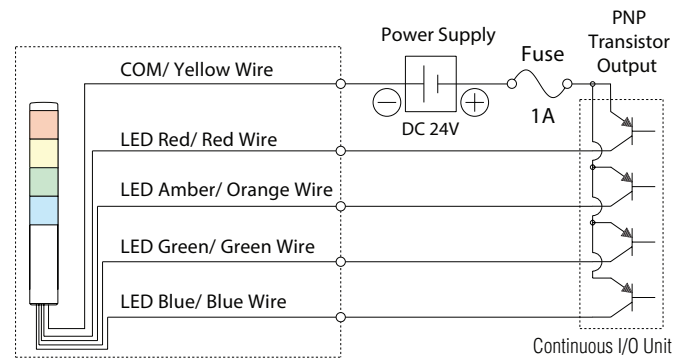 PNP
Transistor
Output
Power Supply
Fuse
COM/ Yellow Wire
− +
DC 24V
1A
LED Red/ Red Wire
LED Amber/ Orange Wire
LED Green/ Green Wire
LED Blue/ Blue Wire
Continuous I/O Unit